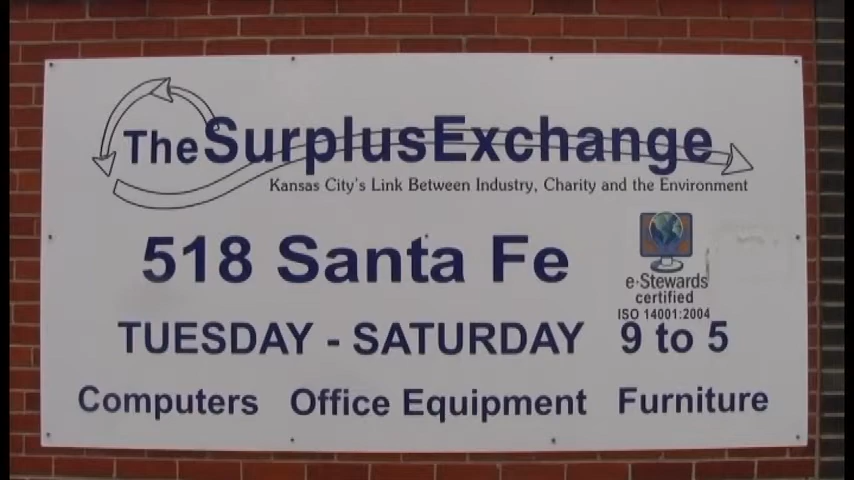 TheSurplusExchange
Kansas City's Link Between Industry, Charity and the Environment
518 Santa Fe
e-Stewards
certified
ISO 14001:2004
TUESDAY - SATURDAY 9 to 5
Computers Office Equipment Furniture